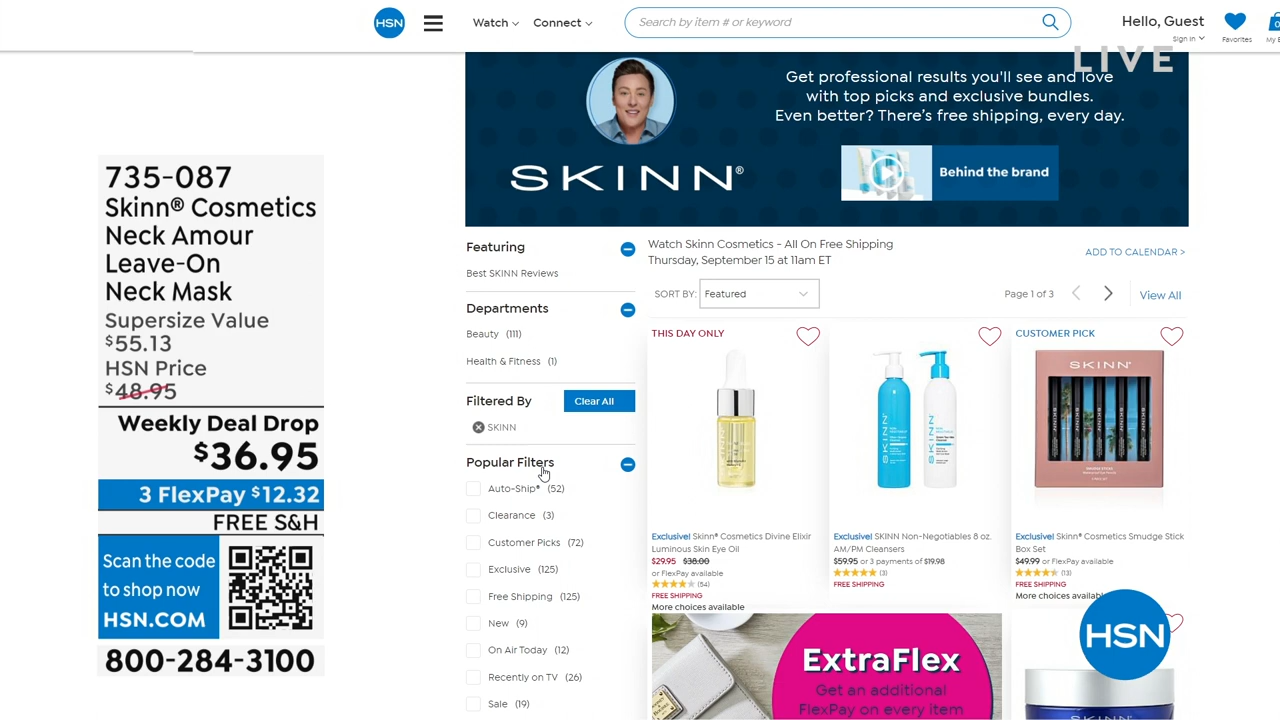 HSN
Watch
Connect
Search by item # or keyword
Hello, Guest
Sign In
Favorites
0
LIVE
Get professional results you'll see and love
with top picks and exclusive bundles.
Even better? There's free shipping, every day.
SKINN®
Behind the brand
735-087
Skinn® Cosmetics
Neck Amour
Leave-On
Neck Mask
Supersize Value
$55.13
HSN Price
$48.95
Weekly Deal Drop
$36.95
3 FlexPay $12.32
FREE S&H
Scan the code
to shop now
HSN.COM
800-284-3100
Featuring
Best SKINN Reviews
Departments
Beauty (111)
Health & Fitness (1)
Filtered By
Clear All
SKINN
Popular Filters
Auto-Ship® (52)
Clearance (3)
Customer Picks (72)
Exclusive (125)
Free Shipping (125)
New (9)
On Air Today (12)
Recently on TV (26)
Sale (19)
Watch Skinn Cosmetics - All On Free Shipping
Thursday, September 15 at 11am ET
ADD TO CALENDAR >
SORT BY: Featured
Page 1 of 3
View All
THIS DAY ONLY
Exclusive! Skinn® Cosmetics Divine Elixir
Luminous Skin Eye Oil
$29.95 $38.00
or FlexPay available
(54)
FREE SHIPPING
More choices available
SKINN
SKINN
Exclusive! SKINN Non-Negotiables 8 oz.
AM/PM Cleansers
$59.95 or 3 payments of $19.98
(3)
FREE SHIPPING
CUSTOMER PICK
SKINN®
Exclusive! Skinn® Cosmetics Smudge Stick
Box Set
$49.99 or FlexPay available
(13)
FREE SHIPPING
More choices available
ExtraFlex
Get an additional
FlexPay on every item
HSN
SKINN